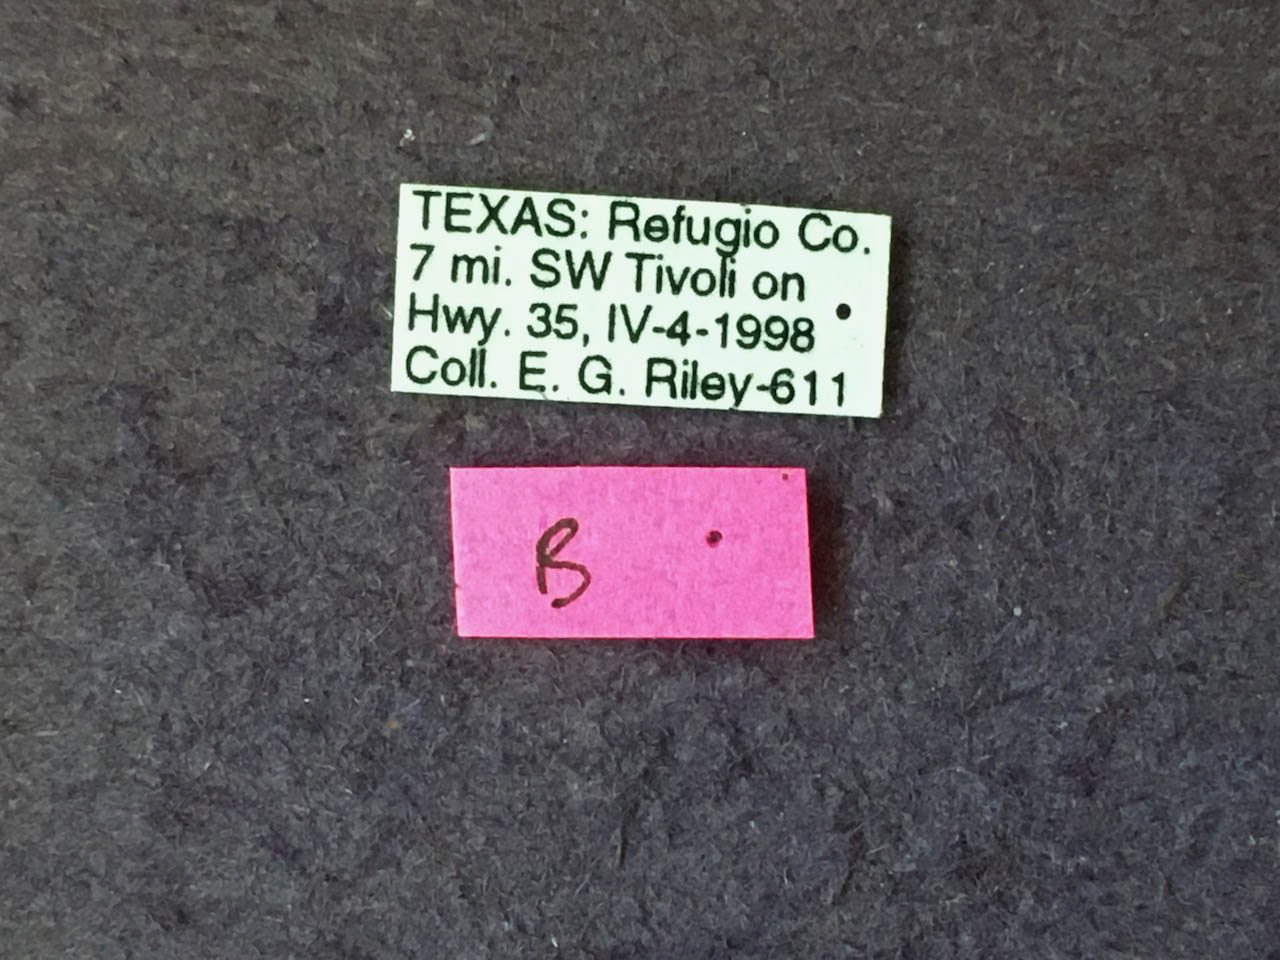 TEXAS: Refugio Co.
7 mi. SW Tivoli on
Hwy. 35, IV-4-1998
Coll. E. G. Riley-611
B